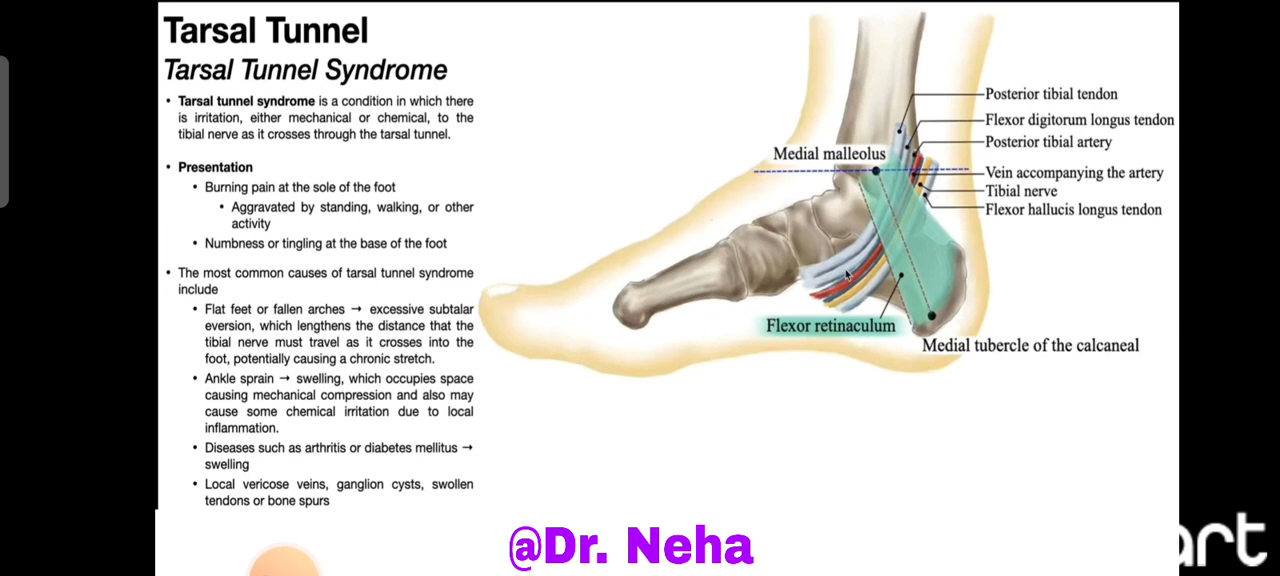 Tarsal Tunnel
Tarsal Tunnel Syndrome
• Tarsal tunnel syndrome is a condition in which there
is irritation, either mechanical or chemical, to the
tibial nerve as it crosses through the tarsal tunnel.
• Presentation
• Burning pain at the sole of the foot
• Aggravated by standing, walking, or other
activity
• Numbness or tingling at the base of the foot
• The most common causes of tarsal tunnel syndrome
include
• Flat feet or fallen arches → excessive subtalar
eversion, which lengthens the distance that the
tibial nerve must travel as it crosses into the
foot, potentially causing a chronic stretch.
• Ankle sprain → swelling, which occupies space
causing mechanical compression and also may
cause some chemical irritation due to local
inflammation.
• Diseases such as arthritis or diabetes mellitus →
swelling
• Local vericose veins, ganglion cysts, swollen
tendons or bone spurs
Posterior tibial tendon
Flexor digitorum longus tendon
Posterior tibial artery
Medial malleolus
Vein accompanying the artery
Tibial nerve
Flexor hallucis longus tendon
Flexor retinaculum
Medial tubercle of the calcaneal
@Dr. Neha
art